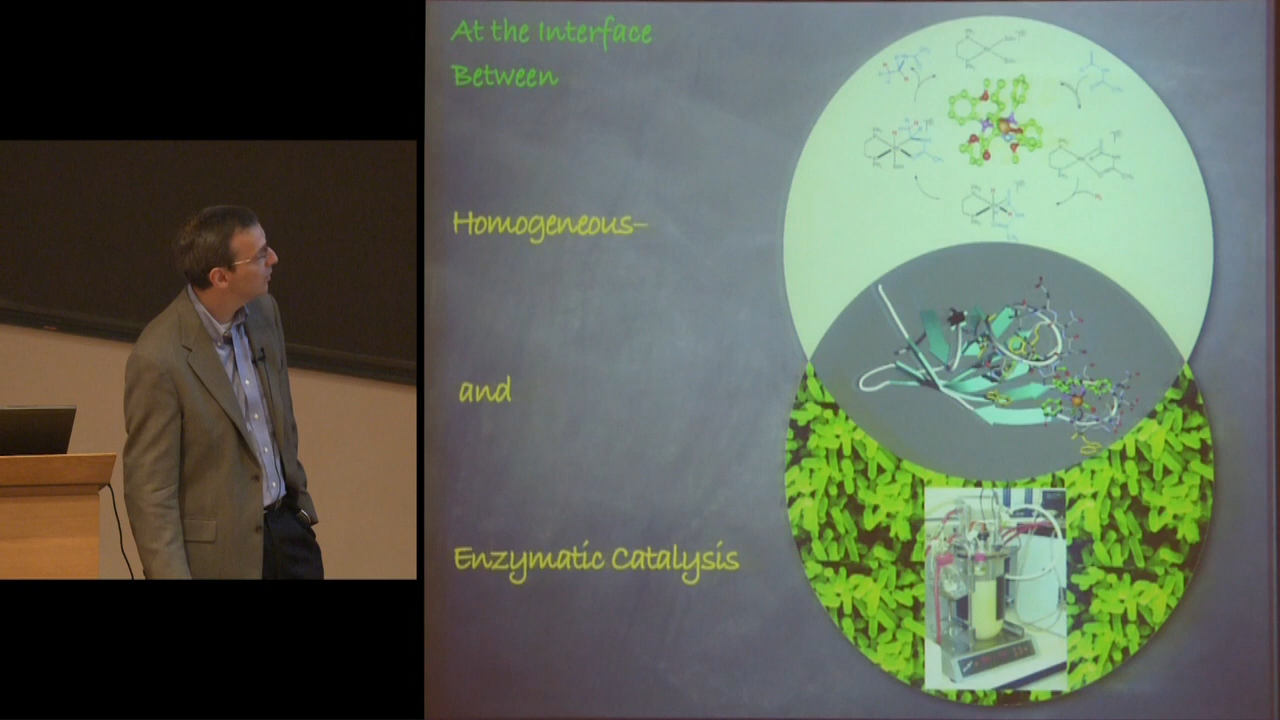 At the Interface
Between
Homogeneous-
and
Enzymatic Catalysis